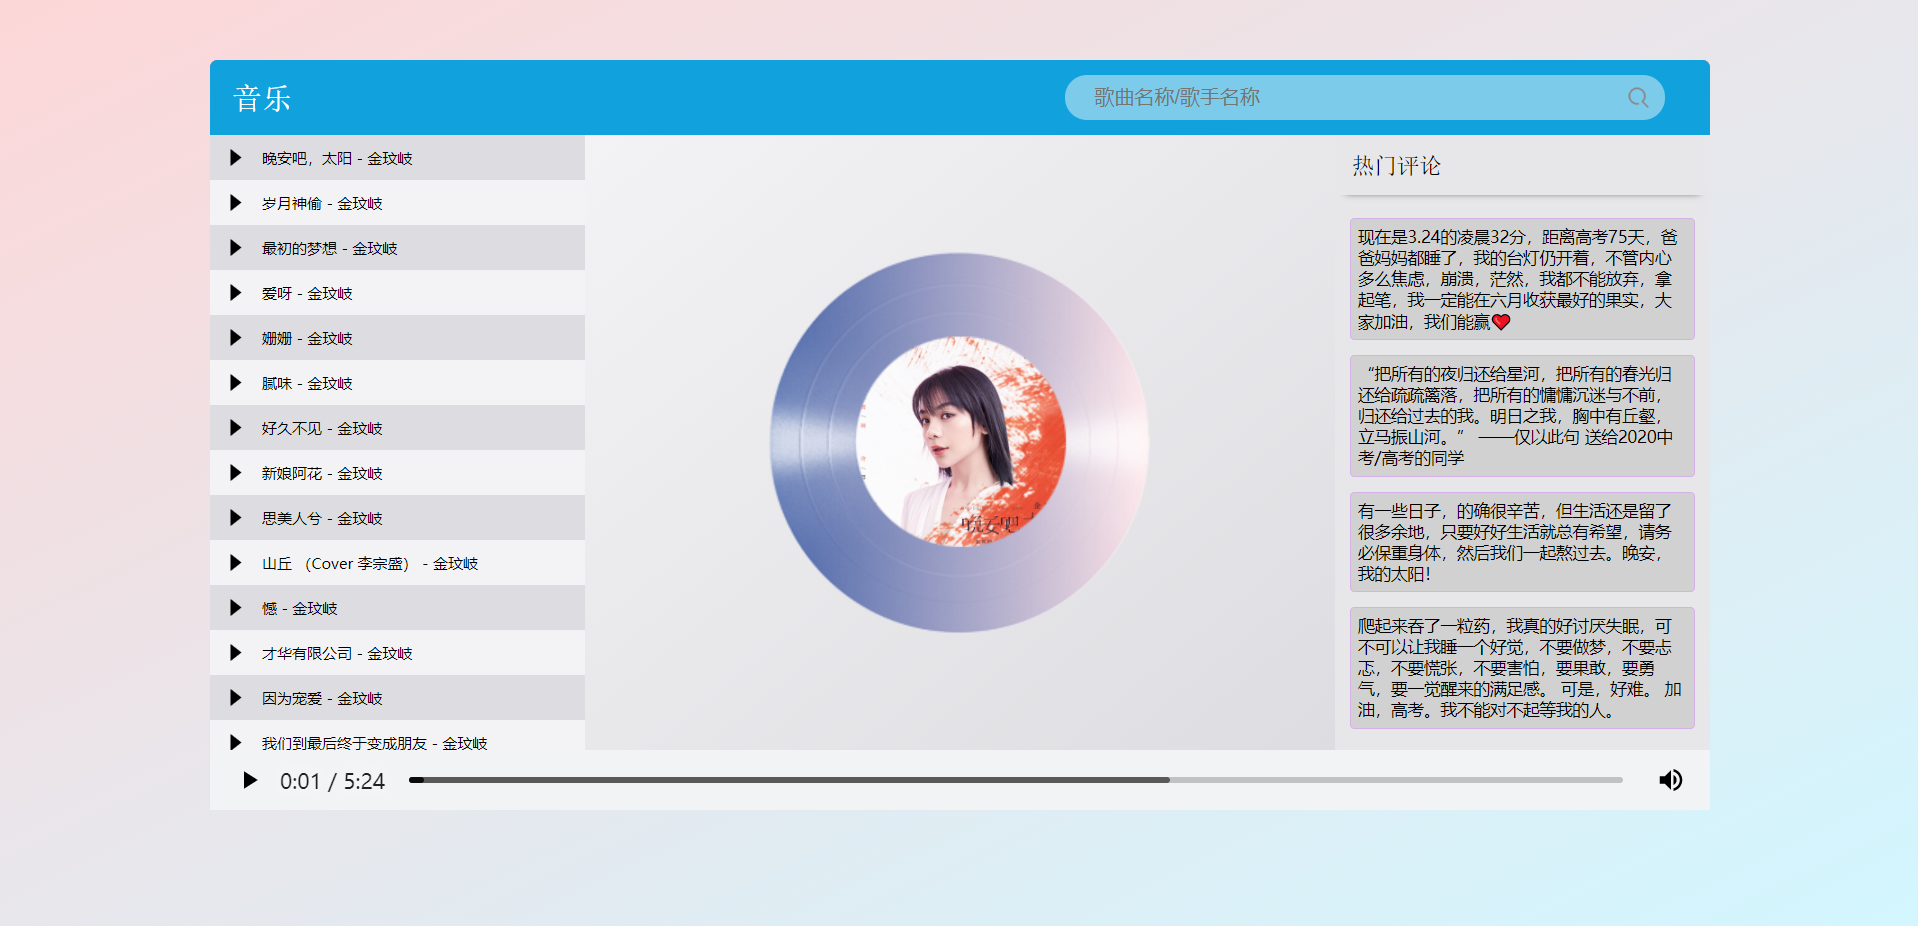 音乐
歌曲名称/歌手名称
晚安吧，太阳 - 金玟岐
岁月神偷 - 金玟岐
最初的梦想 - 金玟岐
爱呀 - 金玟岐
姗姗 - 金玟岐
腻味 - 金玟岐
好久不见 - 金玟岐
新娘阿花 - 金玟岐
思美人兮 - 金玟岐
山丘 （Cover 李宗盛） - 金玟岐
憾 - 金玟岐
才华有限公司 - 金玟岐
因为宠爱 - 金玟岐
我们到最后终于变成朋友 - 金玟岐
热门评论
现在是3.24的凌晨32分，距离高考75天，爸
爸妈妈都睡了，我的台灯仍开着，不管内心
多么焦虑，崩溃，茫然，我都不能放弃，拿
起笔，我一定能在六月收获最好的果实，大
家加油，我们能赢❤
“把所有的夜归还给星河，把所有的春光归
还给疏疏篱落，把所有的慵慵沉迷与不前，
归还给过去的我。明日之我，胸中有丘壑，
立马振山河。” ——仅以此句 送给2020中
考/高考的同学
有一些日子，的确很辛苦，但生活还是留了
很多余地，只要好好生活就总有希望，请务
必保重身体，然后我们一起熬过去。晚安，
我的太阳！
爬起来吞了一粒药，我真的好讨厌失眠，可
不可以让我睡一个好觉，不要做梦，不要忐
忑，不要慌张，不要害怕，要果敢，要勇
气，要一觉醒来的满足感。 可是，好难。 加
油，高考。我不能对不起等我的人。
0:01 / 5:24